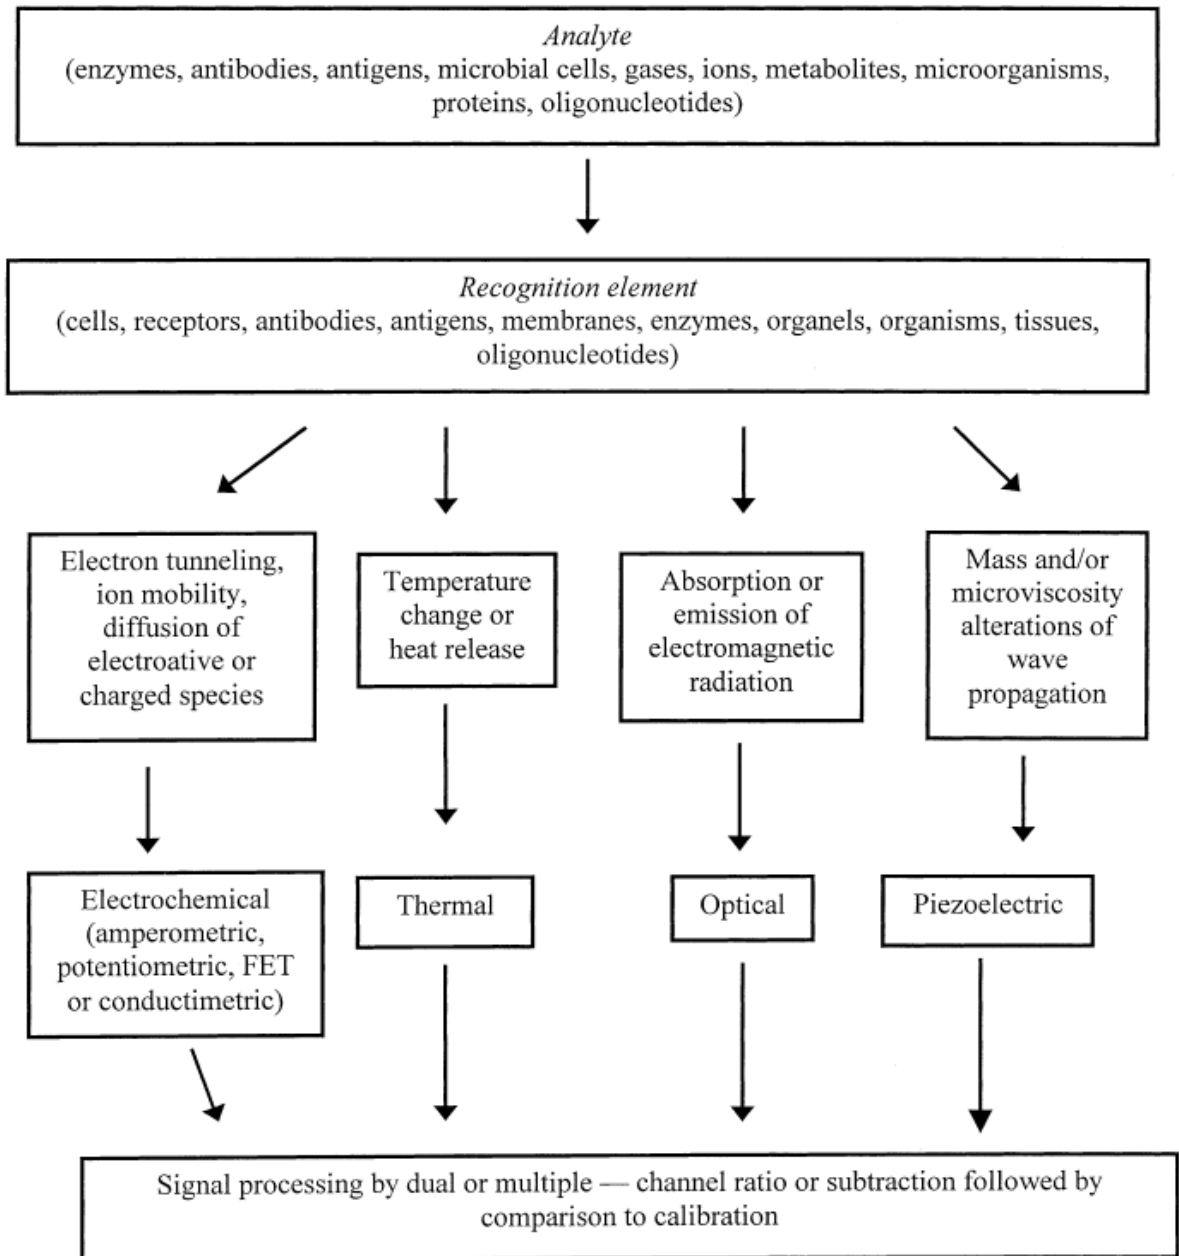 Analyte
(enzymes, antibodies, antigens, microbial cells, gases, ions, metabolites, microorganisms,
proteins, oligonucleotides)
Recognition element
(cells, receptors, antibodies, antigens, membranes, enzymes, organels, organisms, tissues,
oligonucleotides)
Electron tunneling,
ion mobility,
diffusion of
electroative or
charged species
Temperature
change or
heat release
Absorption or
emission of
electromagnetic
radiation
Mass and/or
microviscosity
alterations of
wave
propagation
Electrochemical
(amperometric,
potentiometric, FET
or conductimetric)
Thermal
Optical
Piezoelectric
Signal processing by dual or multiple — channel ratio or subtraction followed by
comparison to calibration